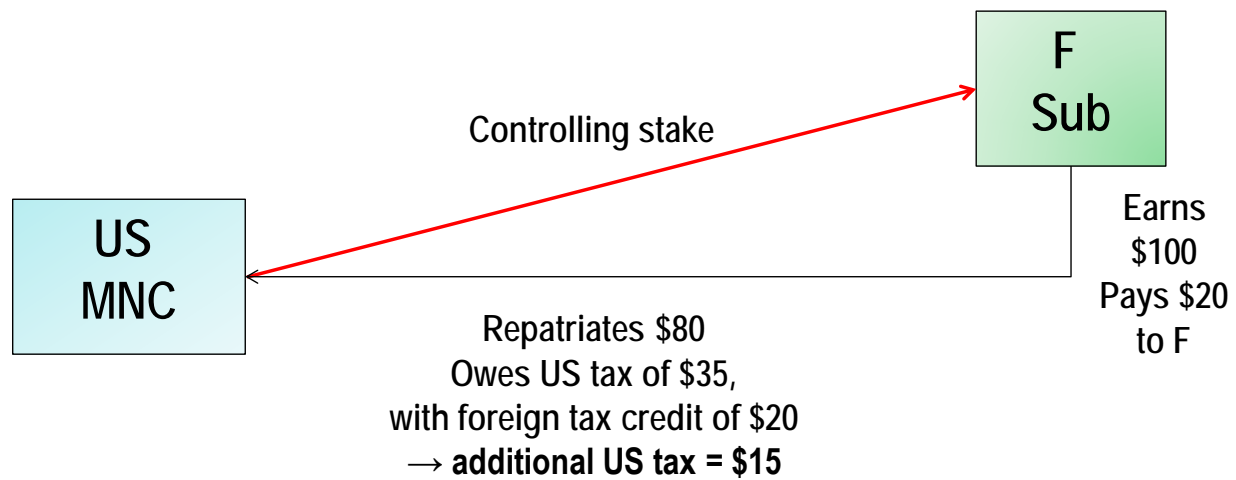 F
Sub
Controlling stake
US
MNC
Earns
$100
Pays $20
to F
Repatriates $80
Owes US tax of $35,
with foreign tax credit of $20
→ additional US tax = $15